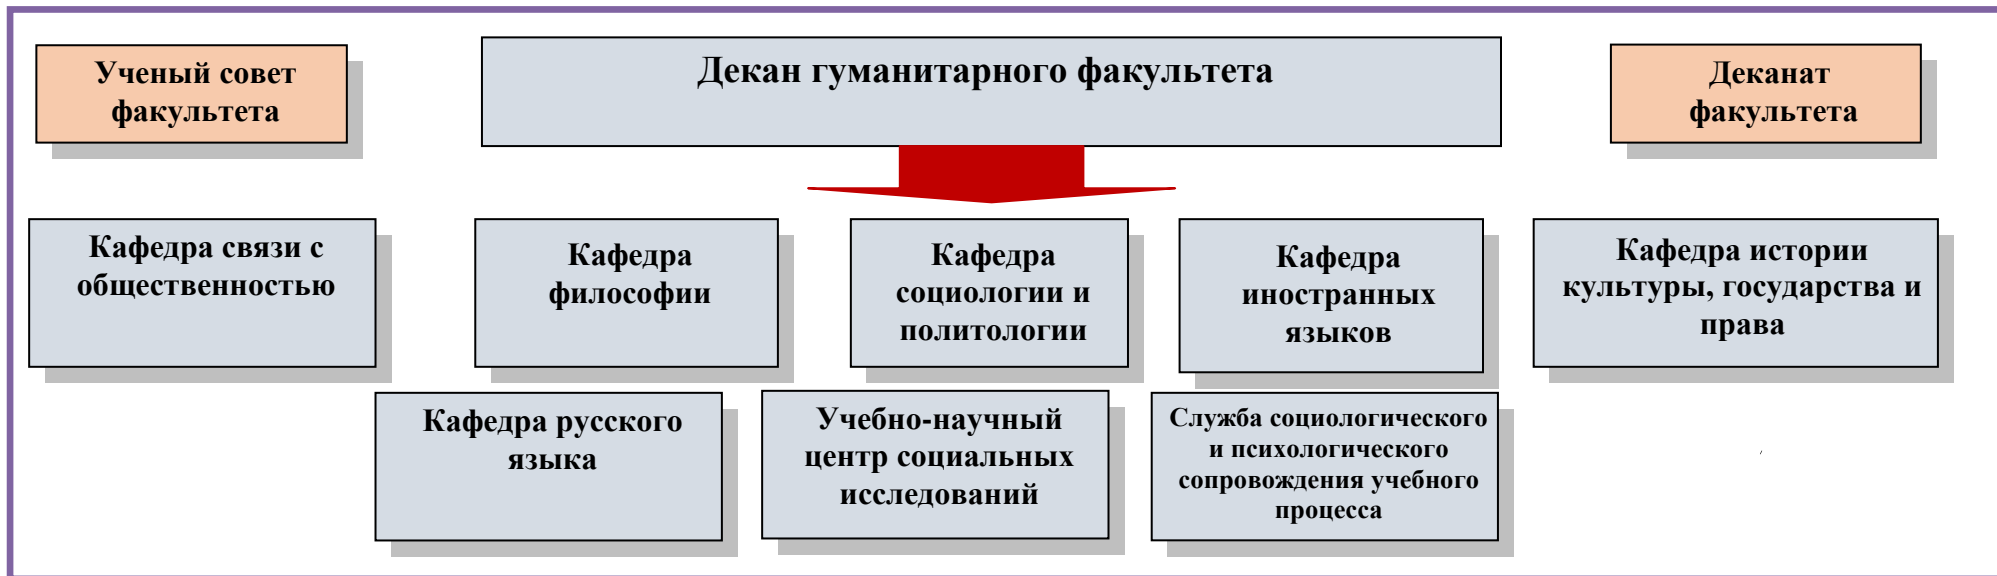 Ученый совет
факультета
Декан гуманитарного факультета
Деканат
факультета
Кафедра связи с
общественностью
Кафедра
философии
Кафедра
социологии и
политологии
Кафедра
иностранных
языков
Кафедра истории
культуры, государства и
права
Кафедра русского
языка
Учебно-научный
центр социальных
исследований
Служба социологического
и психологического
сопровождения учебного
процесса